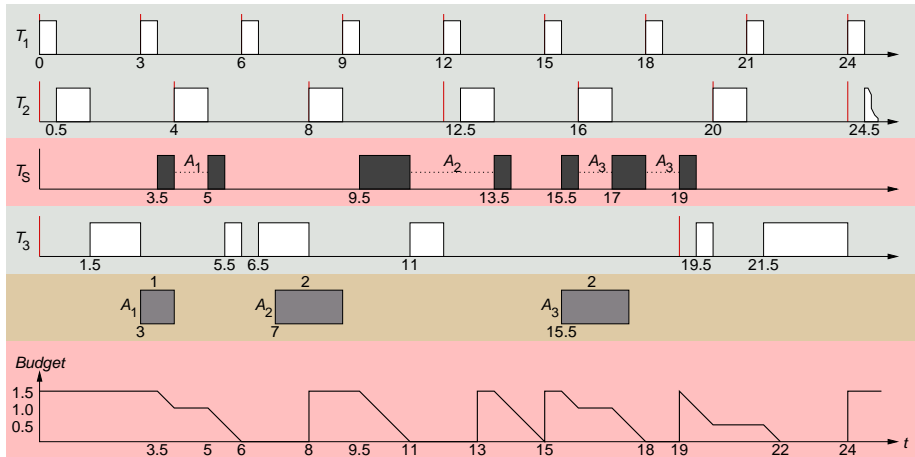 T1
0 3 6 9 12 15 18 21 24
T2
0.5 4 8 12.5 16 20 24.5
A1 A2 A3 A3
TS
3.5 5 9.5 13.5 15.5 17 19
T3
1.5 5.5 6.5 11 19.5 21.5
1 2 2
A1 A2 A3
3 7 15.5
Budget
1.5
1.0
0.5
3.5 5 6 8 9.5 11 13 15 18 19 22 24 t